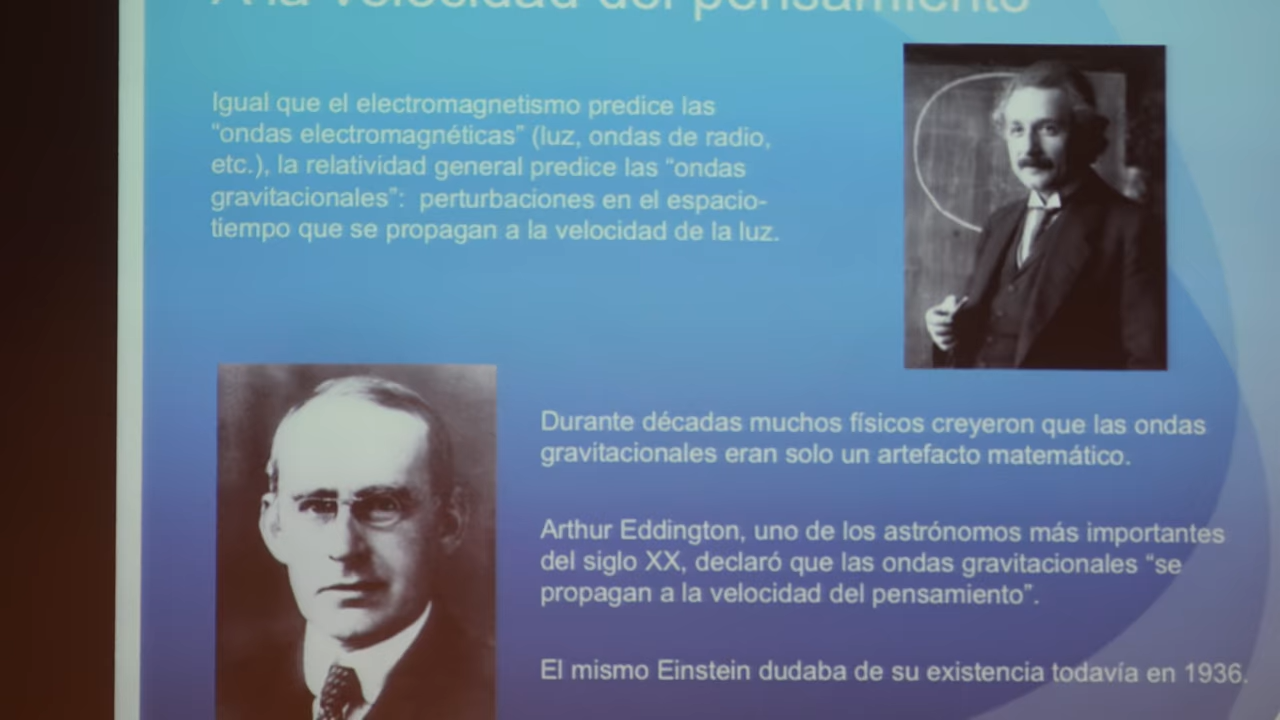 A la velocidad del pensamiento
Igual que el electromagnetismo predice las
“ondas electromagnéticas” (luz, ondas de radio,
etc.), la relatividad general predice las “ondas
gravitacionales”:  perturbaciones en el espacio-
tiempo que se propagan a la velocidad de la luz.
Durante décadas muchos físicos creyeron que las ondas
gravitacionales eran solo un artefacto matemático.
Arthur Eddington, uno de los astrónomos más importantes
del siglo XX, declaró que las ondas gravitacionales “se
propagan a la velocidad del pensamiento”.
El mismo Einstein dudaba de su existencia todavía en 1936.